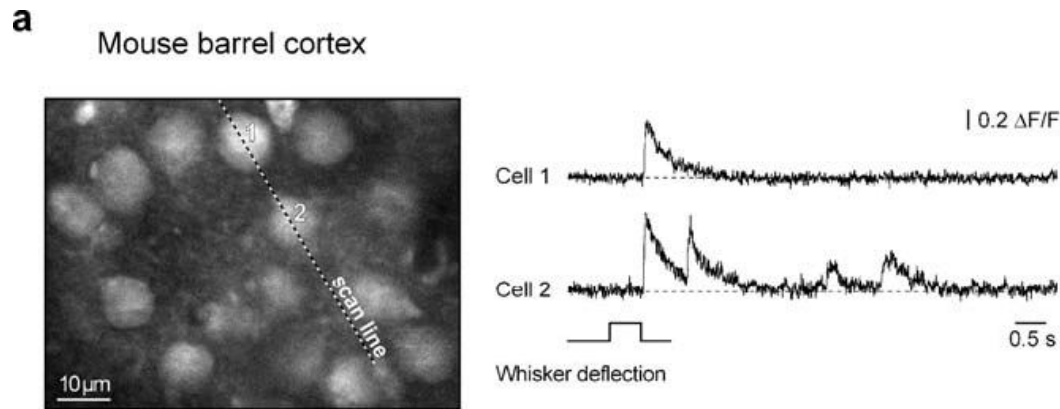 a
Mouse barrel cortex
1
2
scan line
10 µm
0.2 ΔF/F
Cell 1
Cell 2
0.5 s
Whisker deflection